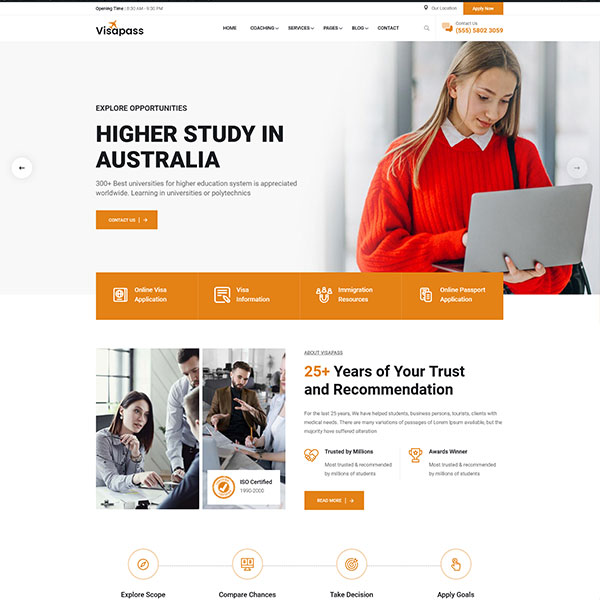 Opening Time : 8:30 AM - 9:30 PM
Our Location
Apply Now
Visapass
HOME COACHING SERVICES PAGES BLOG CONTACT
Contact Us
(555) 5802 3059
EXPLORE OPPORTUNITIES
HIGHER STUDY IN
AUSTRALIA
300+ Best universities for higher education system is appreciated
worldwide. Learning in universities or polytechnics
CONTACT US
Online Visa
Application
Visa
Information
Immigration
Resources
Online Passport
Application
ABOUT VISAPASS
25+ Years of Your Trust
and Recommendation
For the last 25 years, We have helped students, business persons, tourists, clients with
medical needs. There are many variations of passages of Lorem Ipsum available, but the
majority have suffered alteration
Trusted by Millions
Most trusted & recommended
by millions of students
Awards Winner
Most trusted & recommended
by millions of students
ISO Certified
1990-2005
READ MORE
Explore Scope
Compare Chances
Take Decision
Apply Goals